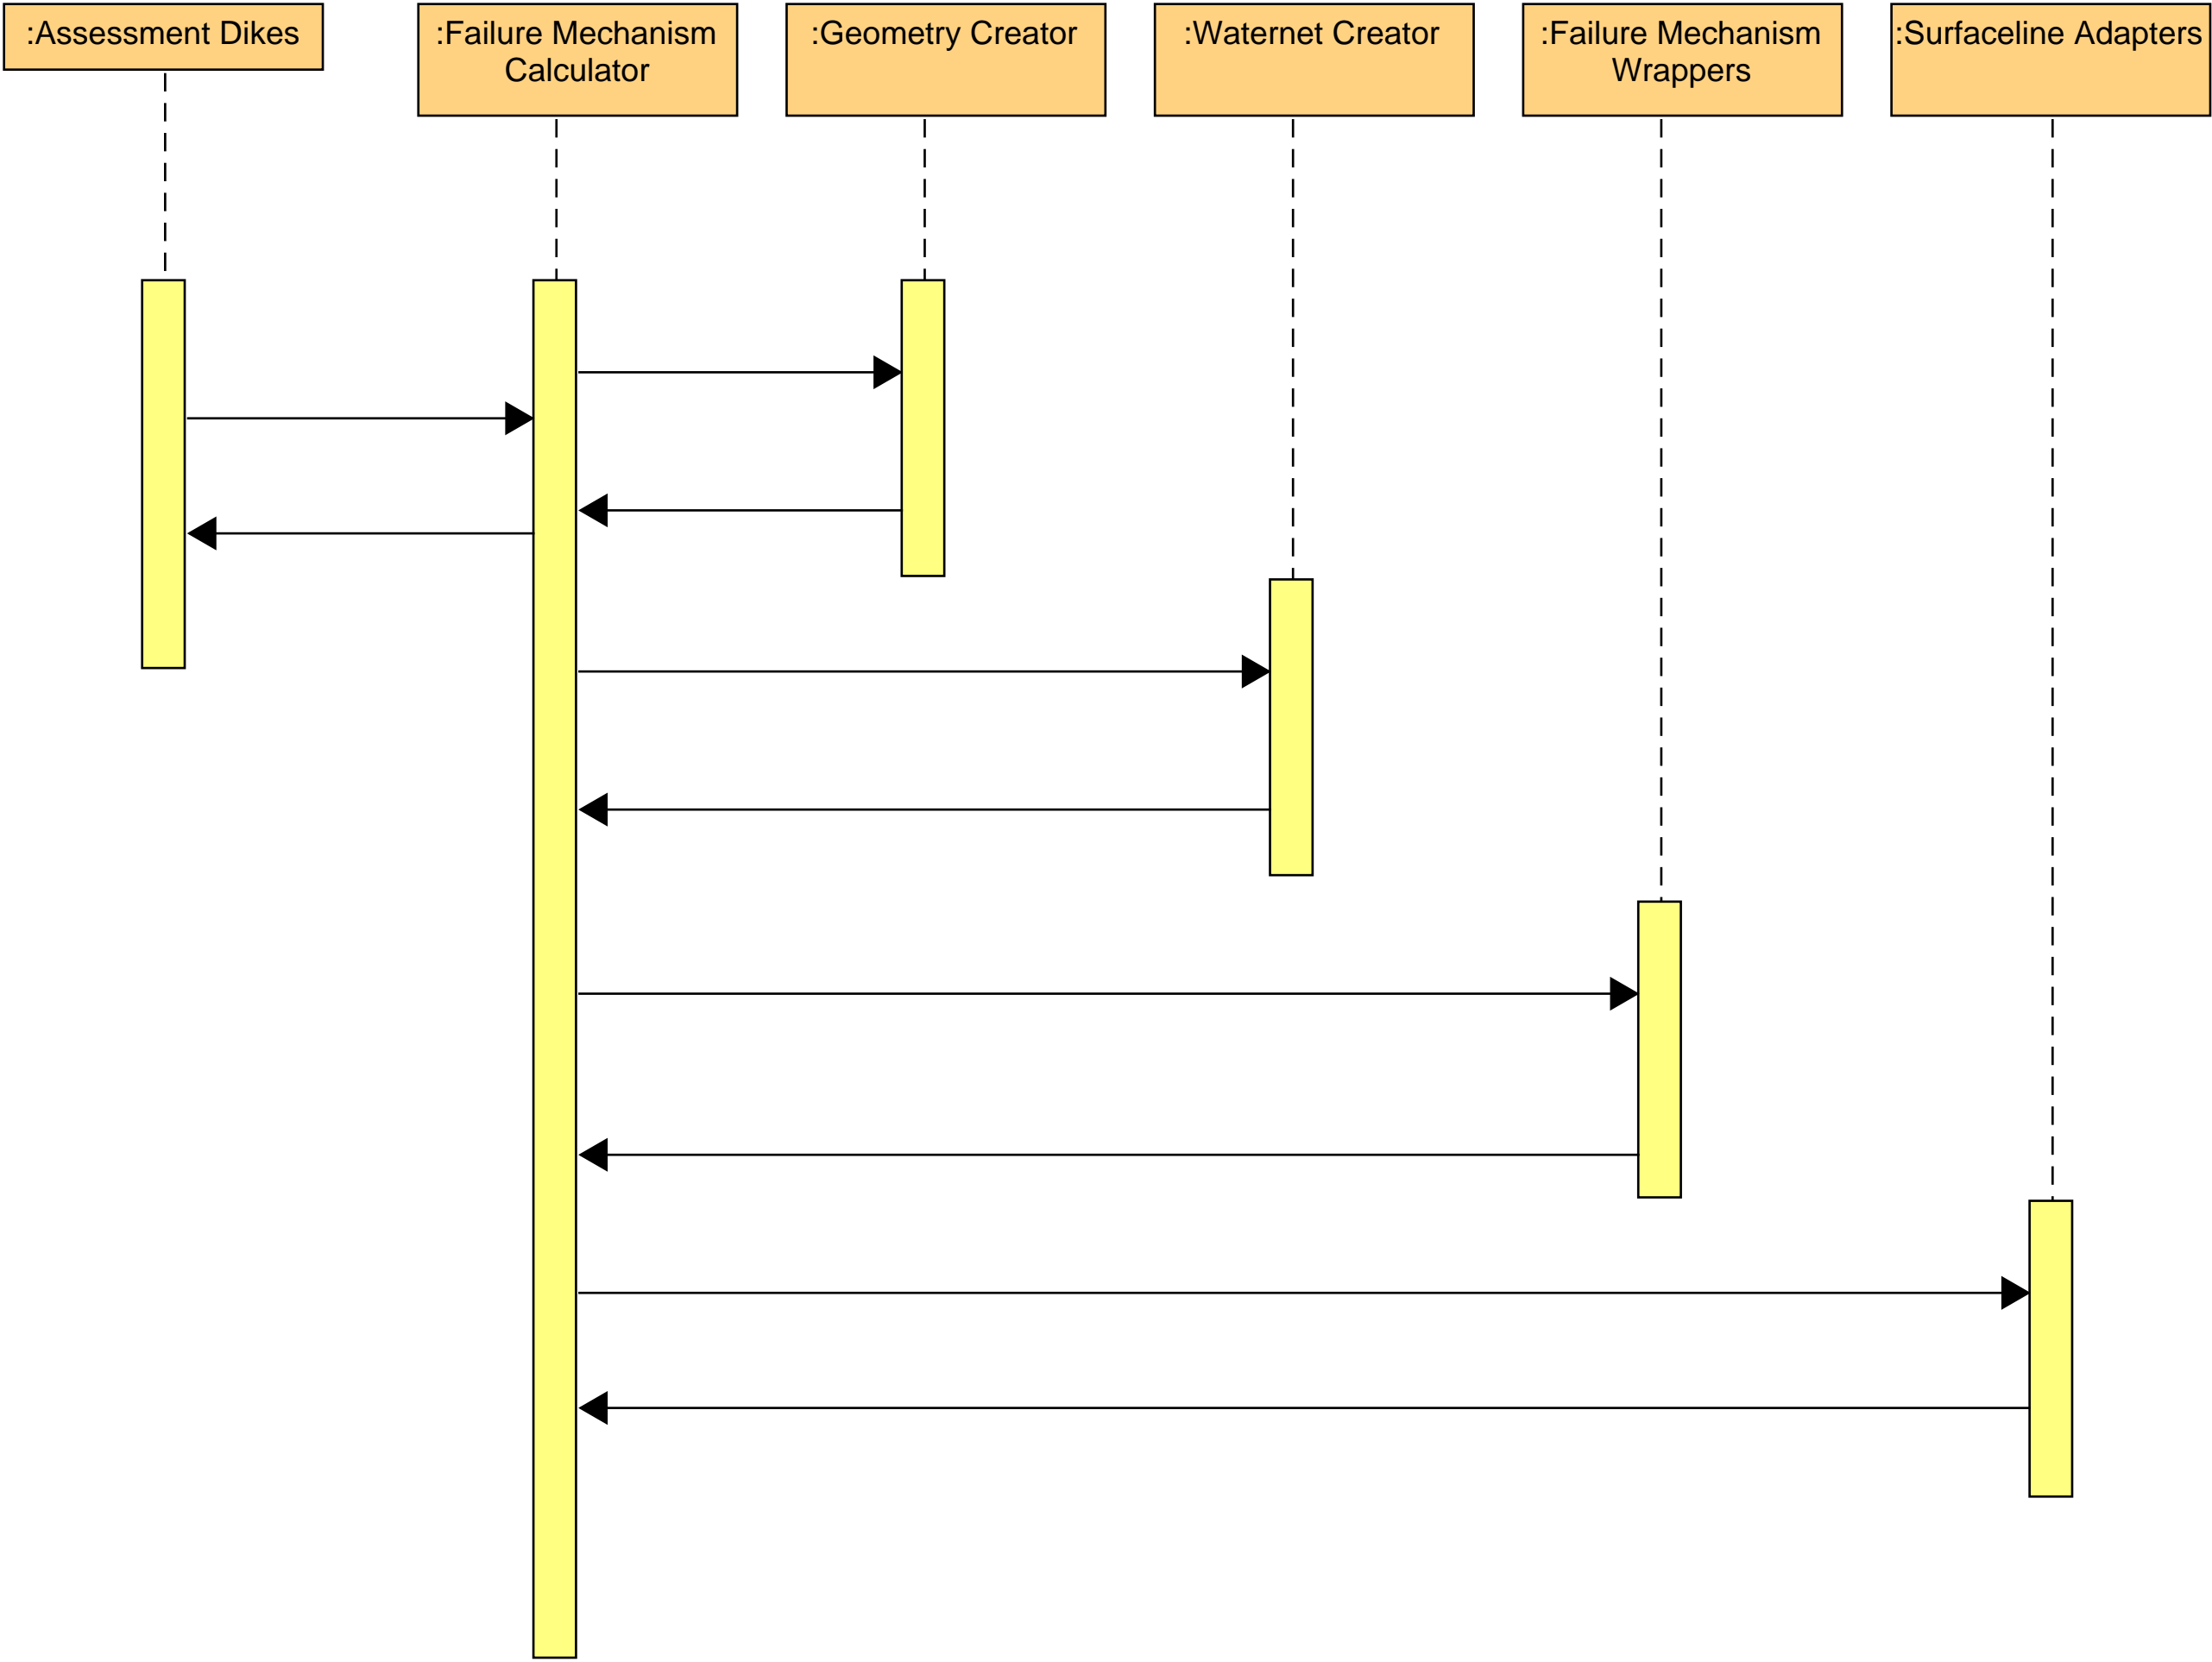 :Assessment Dikes
:Failure Mechanism
Calculator
:Geometry Creator
:Waternet Creator
:Failure Mechanism
Wrappers
:Surfaceline Adapters